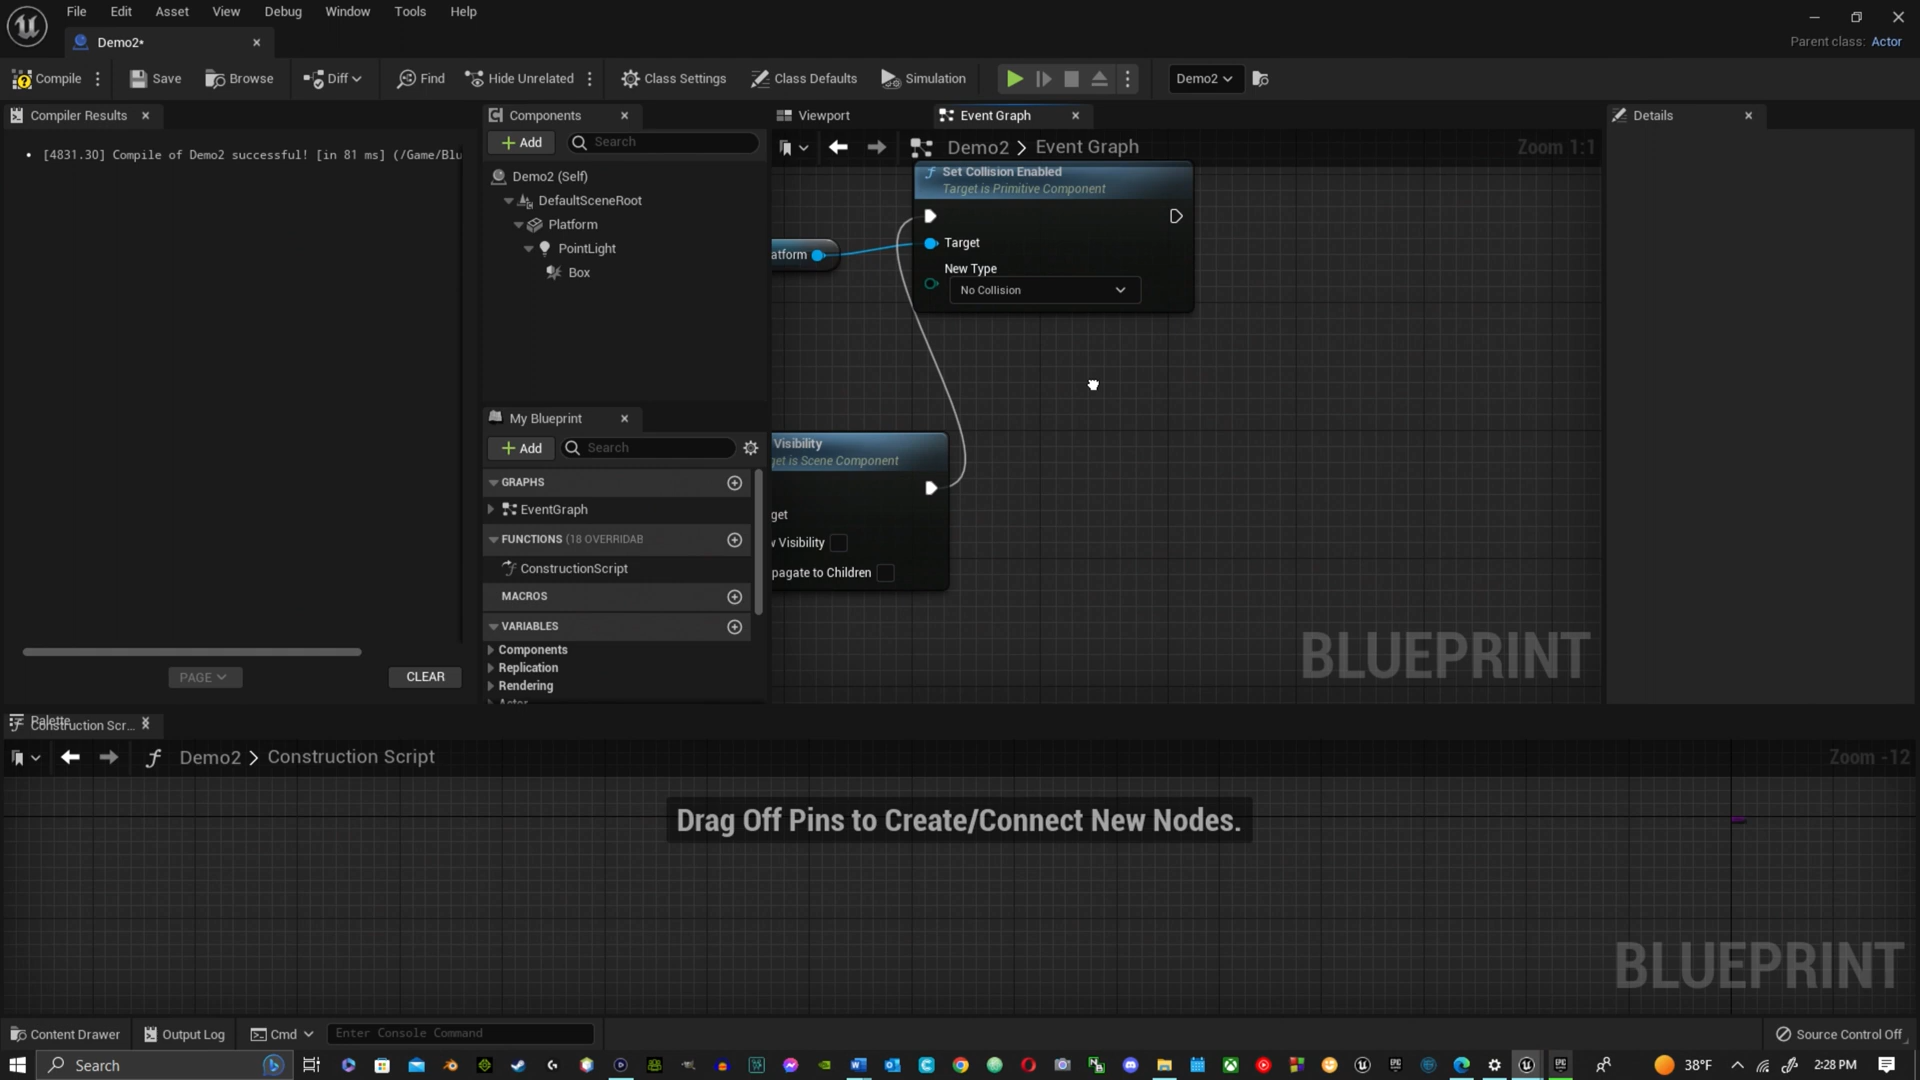 File Edit Asset View Debug Window Tools Help
Demo2*
Parent class: Actor
Compile Save Browse Diff Find Hide Unrelated Class Settings Class Defaults Simulation Demo2
Compiler Results
[4831.30] Compile of Demo2 successful! [in 81 ms] (/Game/Blu
PAGE CLEAR
Components
Add Search
Demo2 (Self)
DefaultSceneRoot
Platform
PointLight
Box
My Blueprint
Add Search
GRAPHS
EventGraph
FUNCTIONS (18 OVERRIDAB
ConstructionScript
MACROS
VARIABLES
Components
Replication
Rendering
Actor
Viewport Event Graph
Demo2 > Event Graph Zoom 1:1
Set Collision Enabled
Target is Primitive Component
atform
Target
New Type
No Collision
Visibility
get is Scene Component
get
v Visibility
pagate to Children
BLUEPRINT
Details
Palette
Construction Scr...
Demo2 > Construction Script Zoom -12
Drag Off Pins to Create/Connect New Nodes.
BLUEPRINT
Content Drawer Output Log Cmd Enter Console Command Source Control Off
Search 38°F 2:28 PM